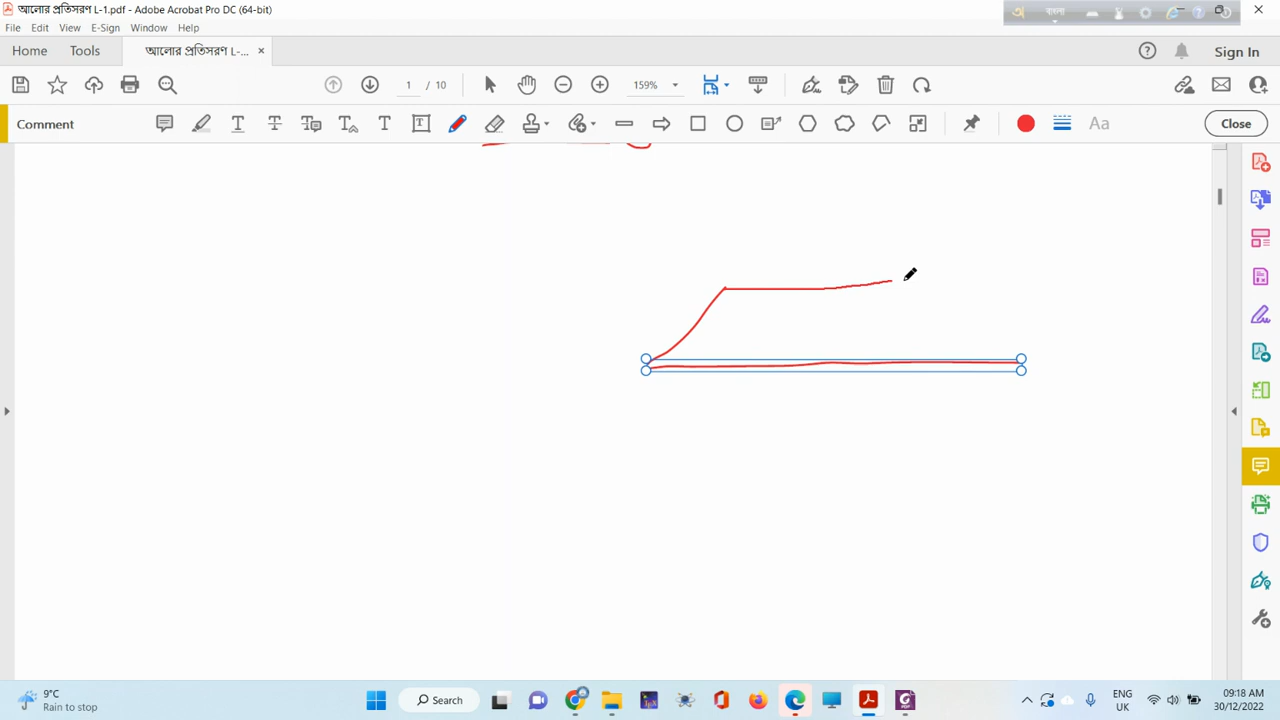 আলোর প্রতিসরণ L-1.pdf - Adobe Acrobat Pro DC (64-bit)
বাংলা
File Edit View E-Sign Window Help
Home Tools আলোর প্রতিসরণ L-... × Sign In
1 / 10 159%
Comment Aa Close
9°C
Rain to stop
Search
ENG
UK
09:18 AM
30/12/2022